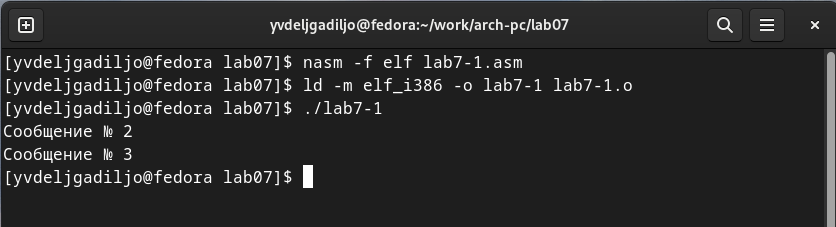 yvdeljgadiljo@fedora:~/work/arch-pc/lab07
[yvdeljgadiljo@fedora lab07]$ nasm -f elf lab7-1.asm
[yvdeljgadiljo@fedora lab07]$ ld -m elf_i386 -o lab7-1 lab7-1.o
[yvdeljgadiljo@fedora lab07]$ ./lab7-1
Сообщение № 2
Сообщение № 3
[yvdeljgadiljo@fedora lab07]$